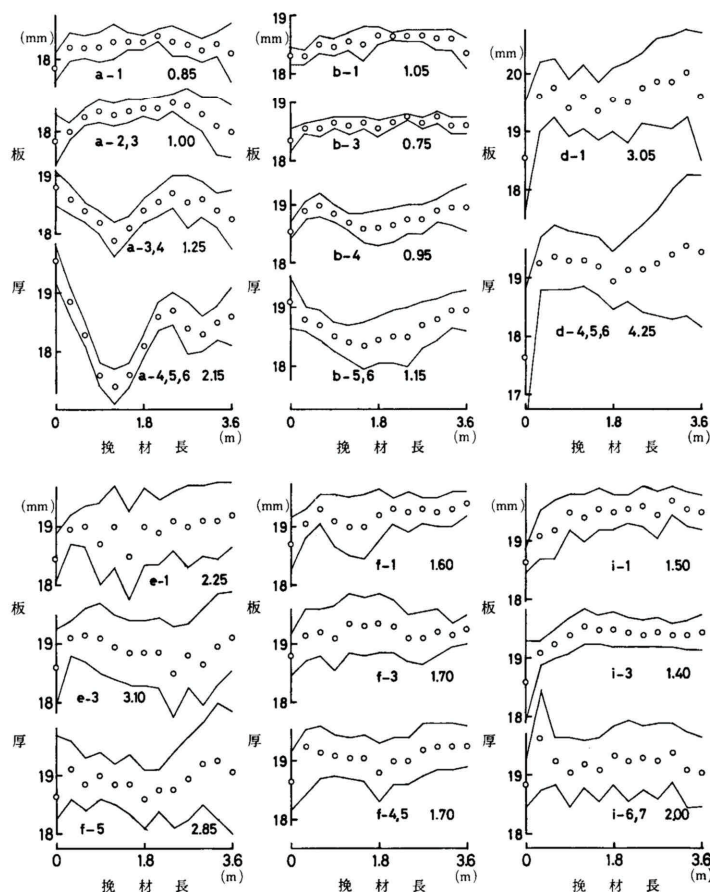 (mm)
19
18
a-1 0.85
18
a-2,3 1.00
19
18
a-3,4 1.25
19
18
a-4,5,6 2.15
板
厚
0 1.8 3.6
(m)
挽 材 長
(mm)
19
18
b-1 1.05
19
18
b-3 0.75
19
18
b-4 0.95
19
18
b-5,6 1.15
板
厚
0 1.8 3.6
(m)
挽 材 長
(mm)
20
19
18
d-1 3.05
19
18
17
d-4,5,6 4.25
板
厚
0 1.8 3.6
(m)
挽 材 長
(mm)
19
18
e-1 2.25
19
18
e-3 3.10
19
18
f-5 2.85
板
厚
0 1.8 3.6
(m)
挽 材 長
(mm)
19
18
f-1 1.60
19
18
f-3 1.70
19
18
f-4,5 1.70
板
厚
0 1.8 3.6
(m)
挽 材 長
(mm)
19
18
i-1 1.50
19
18
i-3 1.40
19
18
i-6,7 2.00
板
厚
0 1.8 3.6
(m)
挽 材 長